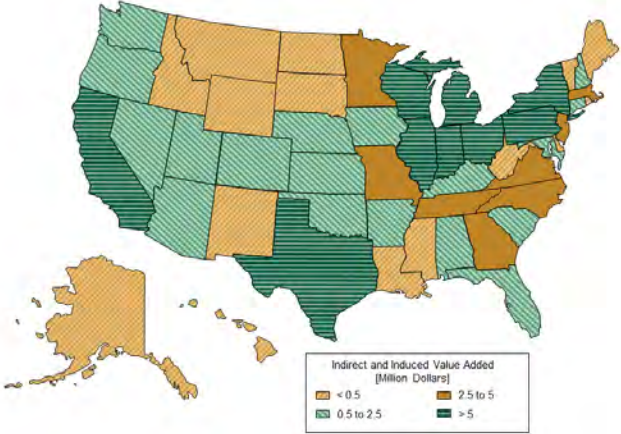 Indirect and Induced Value Added
[Million Dollars]
< 0.5
2.5 to 5
0.5 to 2.5
> 5